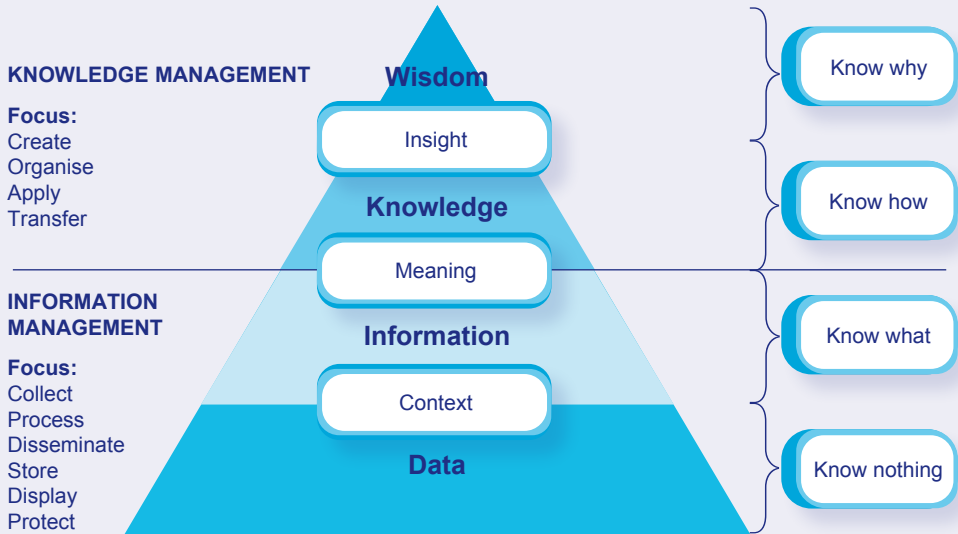 KNOWLEDGE MANAGEMENT
Focus:
Create
Organise
Apply
Transfer
INFORMATION
MANAGEMENT
Focus:
Collect
Process
Disseminate
Store
Display
Protect
Wisdom
Insight
Knowledge
Meaning
Information
Context
Data
Know why
Know how
Know what
Know nothing